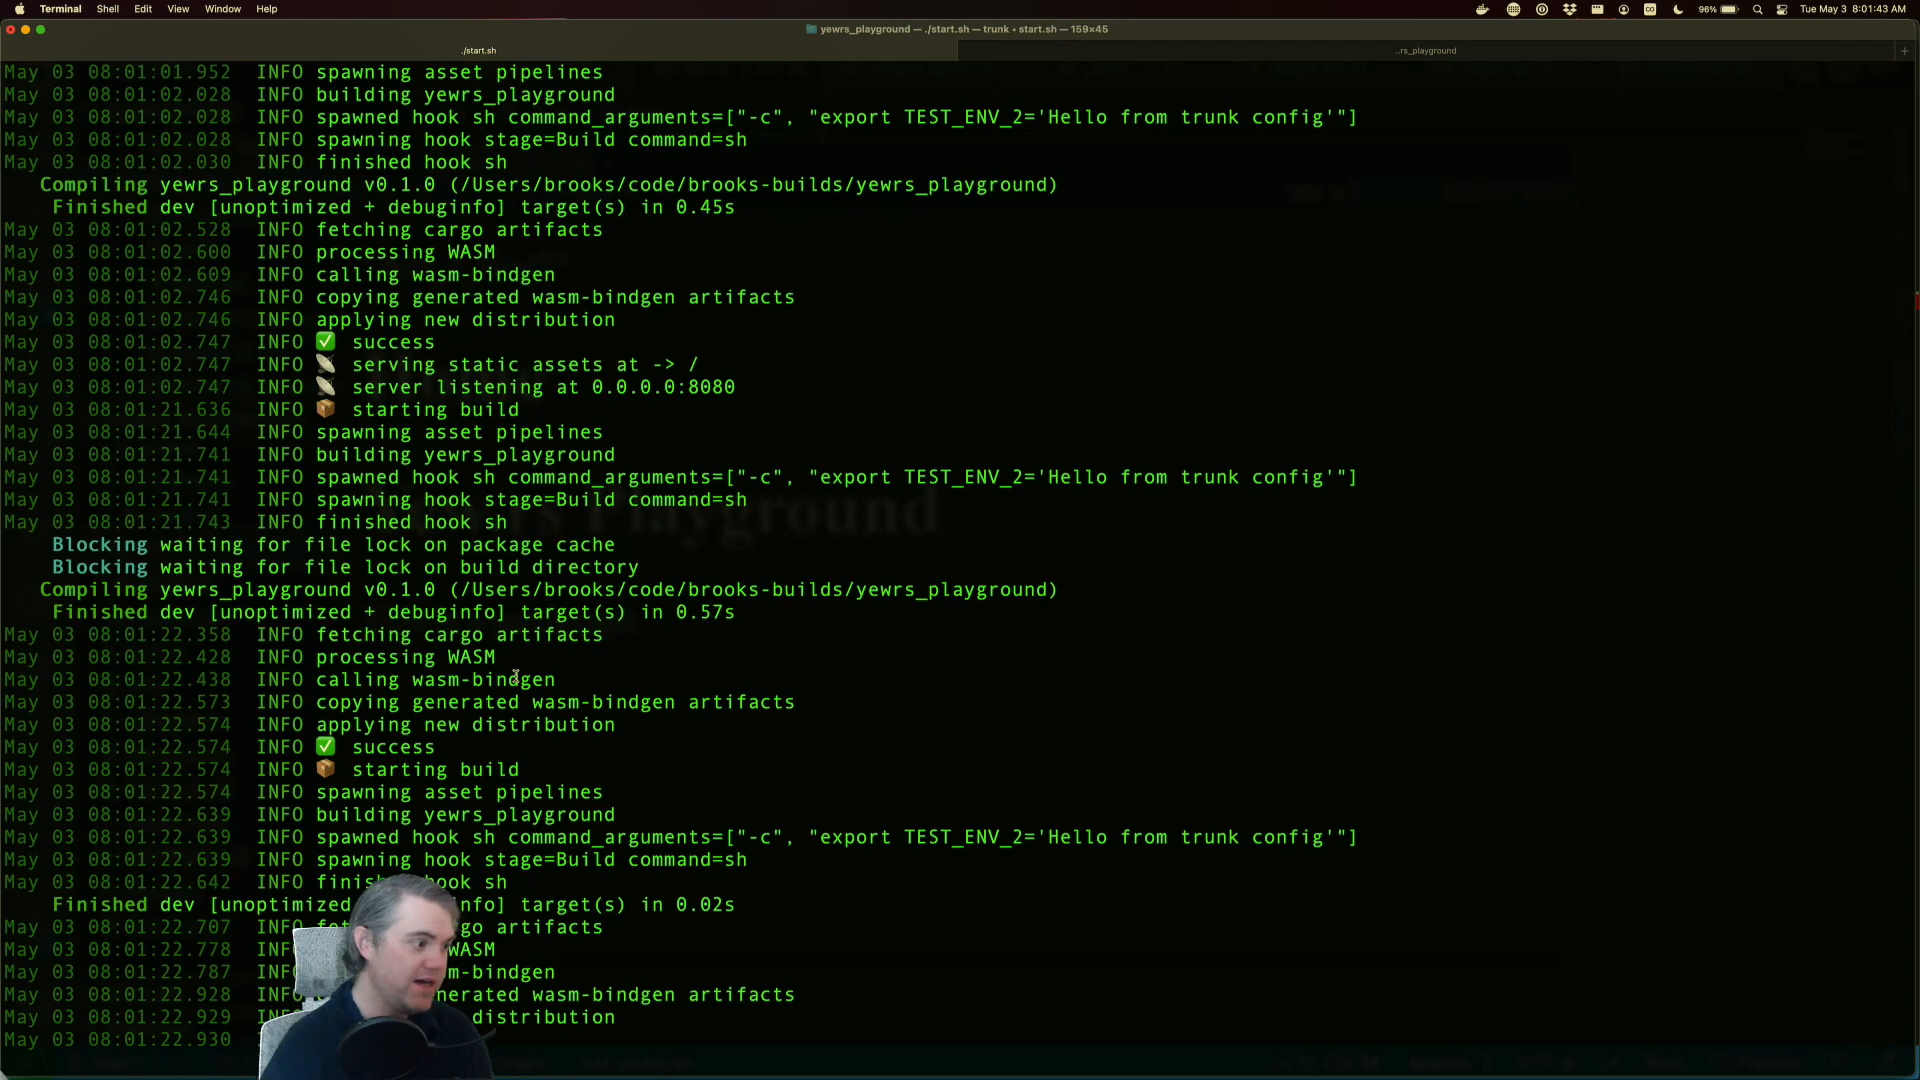 Terminal Shell Edit View Window Help 96% Tue May 3 8:01:43 AM
yewrs_playground — ./start.sh — trunk • start.sh — 159×45
./start.sh ..rs_playground
May 03 08:01:01.952 INFO spawning asset pipelines
May 03 08:01:02.028 INFO building yewrs_playground
May 03 08:01:02.028 INFO spawned hook sh command_arguments=["-c", "export TEST_ENV_2='Hello from trunk config'"]
May 03 08:01:02.028 INFO spawning hook stage=Build command=sh
May 03 08:01:02.030 INFO finished hook sh
Compiling yewrs_playground v0.1.0 (/Users/brooks/code/brooks-builds/yewrs_playground)
Finished dev [unoptimized + debuginfo] target(s) in 0.45s
May 03 08:01:02.528 INFO fetching cargo artifacts
May 03 08:01:02.600 INFO processing WASM
May 03 08:01:02.609 INFO calling wasm-bindgen
May 03 08:01:02.746 INFO copying generated wasm-bindgen artifacts
May 03 08:01:02.746 INFO applying new distribution
May 03 08:01:02.747 INFO ✅ success
May 03 08:01:02.747 INFO 📡 serving static assets at -> /
May 03 08:01:02.747 INFO 📡 server listening at 0.0.0.0:8080
May 03 08:01:21.636 INFO 📦 starting build
May 03 08:01:21.644 INFO spawning asset pipelines
May 03 08:01:21.741 INFO building yewrs_playground
May 03 08:01:21.741 INFO spawned hook sh command_arguments=["-c", "export TEST_ENV_2='Hello from trunk config'"]
May 03 08:01:21.741 INFO spawning hook stage=Build command=sh
May 03 08:01:21.743 INFO finished hook sh
Blocking waiting for file lock on package cache
Blocking waiting for file lock on build directory
Compiling yewrs_playground v0.1.0 (/Users/brooks/code/brooks-builds/yewrs_playground)
Finished dev [unoptimized + debuginfo] target(s) in 0.57s
May 03 08:01:22.358 INFO fetching cargo artifacts
May 03 08:01:22.428 INFO processing WASM
May 03 08:01:22.438 INFO calling wasm-bindgen
May 03 08:01:22.573 INFO copying generated wasm-bindgen artifacts
May 03 08:01:22.574 INFO applying new distribution
May 03 08:01:22.574 INFO ✅ success
May 03 08:01:22.574 INFO 📦 starting build
May 03 08:01:22.574 INFO spawning asset pipelines
May 03 08:01:22.639 INFO building yewrs_playground
May 03 08:01:22.639 INFO spawned hook sh command_arguments=["-c", "export TEST_ENV_2='Hello from trunk config'"]
May 03 08:01:22.639 INFO spawning hook stage=Build command=sh
May 03 08:01:22.642 INFO finis hook sh
Finished dev [unoptimized nfo] target(s) in 0.02s
May 03 08:01:22.707 INFO fet go artifacts
May 03 08:01:22.778 INFO WASM
May 03 08:01:22.787 INFO m-bindgen
May 03 08:01:22.928 INFO nerated wasm-bindgen artifacts
May 03 08:01:22.929 INFO distribution
May 03 08:01:22.930